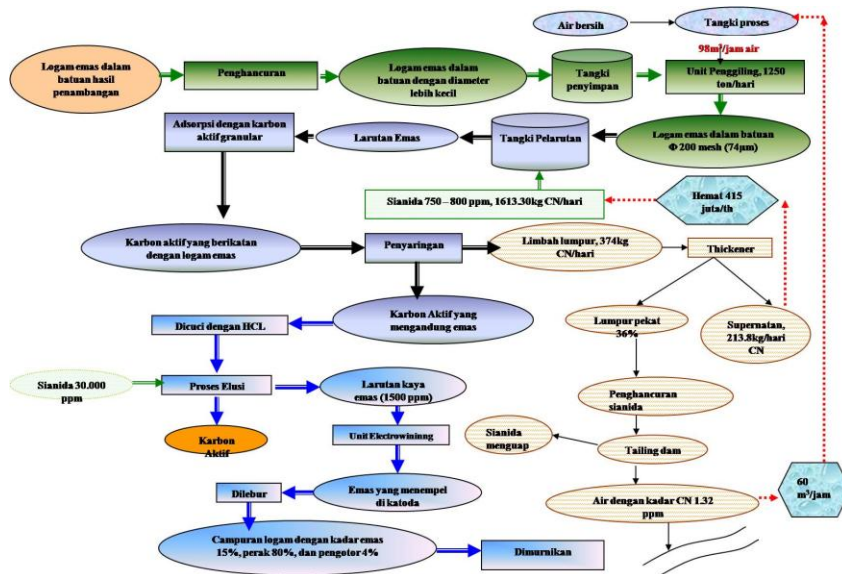 Air bersih
Tangki proses
98m³/jam air
Logam emas dalam
batuan hasil
penambangan
Penghancuran
Logam emas dalam
batuan dengan diameter
lebih kecil
Tangki
penyimpan
Unit Penggiling, 1250
ton/hari
Adsorpsi dengan karbon
aktif granular
Larutan Emas
Tangki Pelarutan
Logam emas dalam batuan
Φ 200 mesh (74µm)
Sianida 750 – 800 ppm, 1613.30kg CN/hari
Hemat 415
juta/th
Karbon aktif yang berikatan
dengan logam emas
Penyaringan
Limbah lumpur, 374kg
CN/hari
Thickener
Karbon Aktif yang
mengandung emas
Dicuci dengan HCL
Lumpur pekat
36%
Supernatan,
213.8kg/hari
CN
Sianida 30.000
ppm
Proses Elusi
Larutan kaya
emas (1500 ppm)
Penghancuran
sianida
Karbon
Aktif
Unit Electrowininng
Sianida
menguap
Tailing dam
Dilebur
Emas yang menempel
di katoda
Air dengan kadar CN 1.32
ppm
60
m³/jam
Campuran logam dengan kadar emas
15%, perak 80%, dan pengotor 4%
Dimurnikan